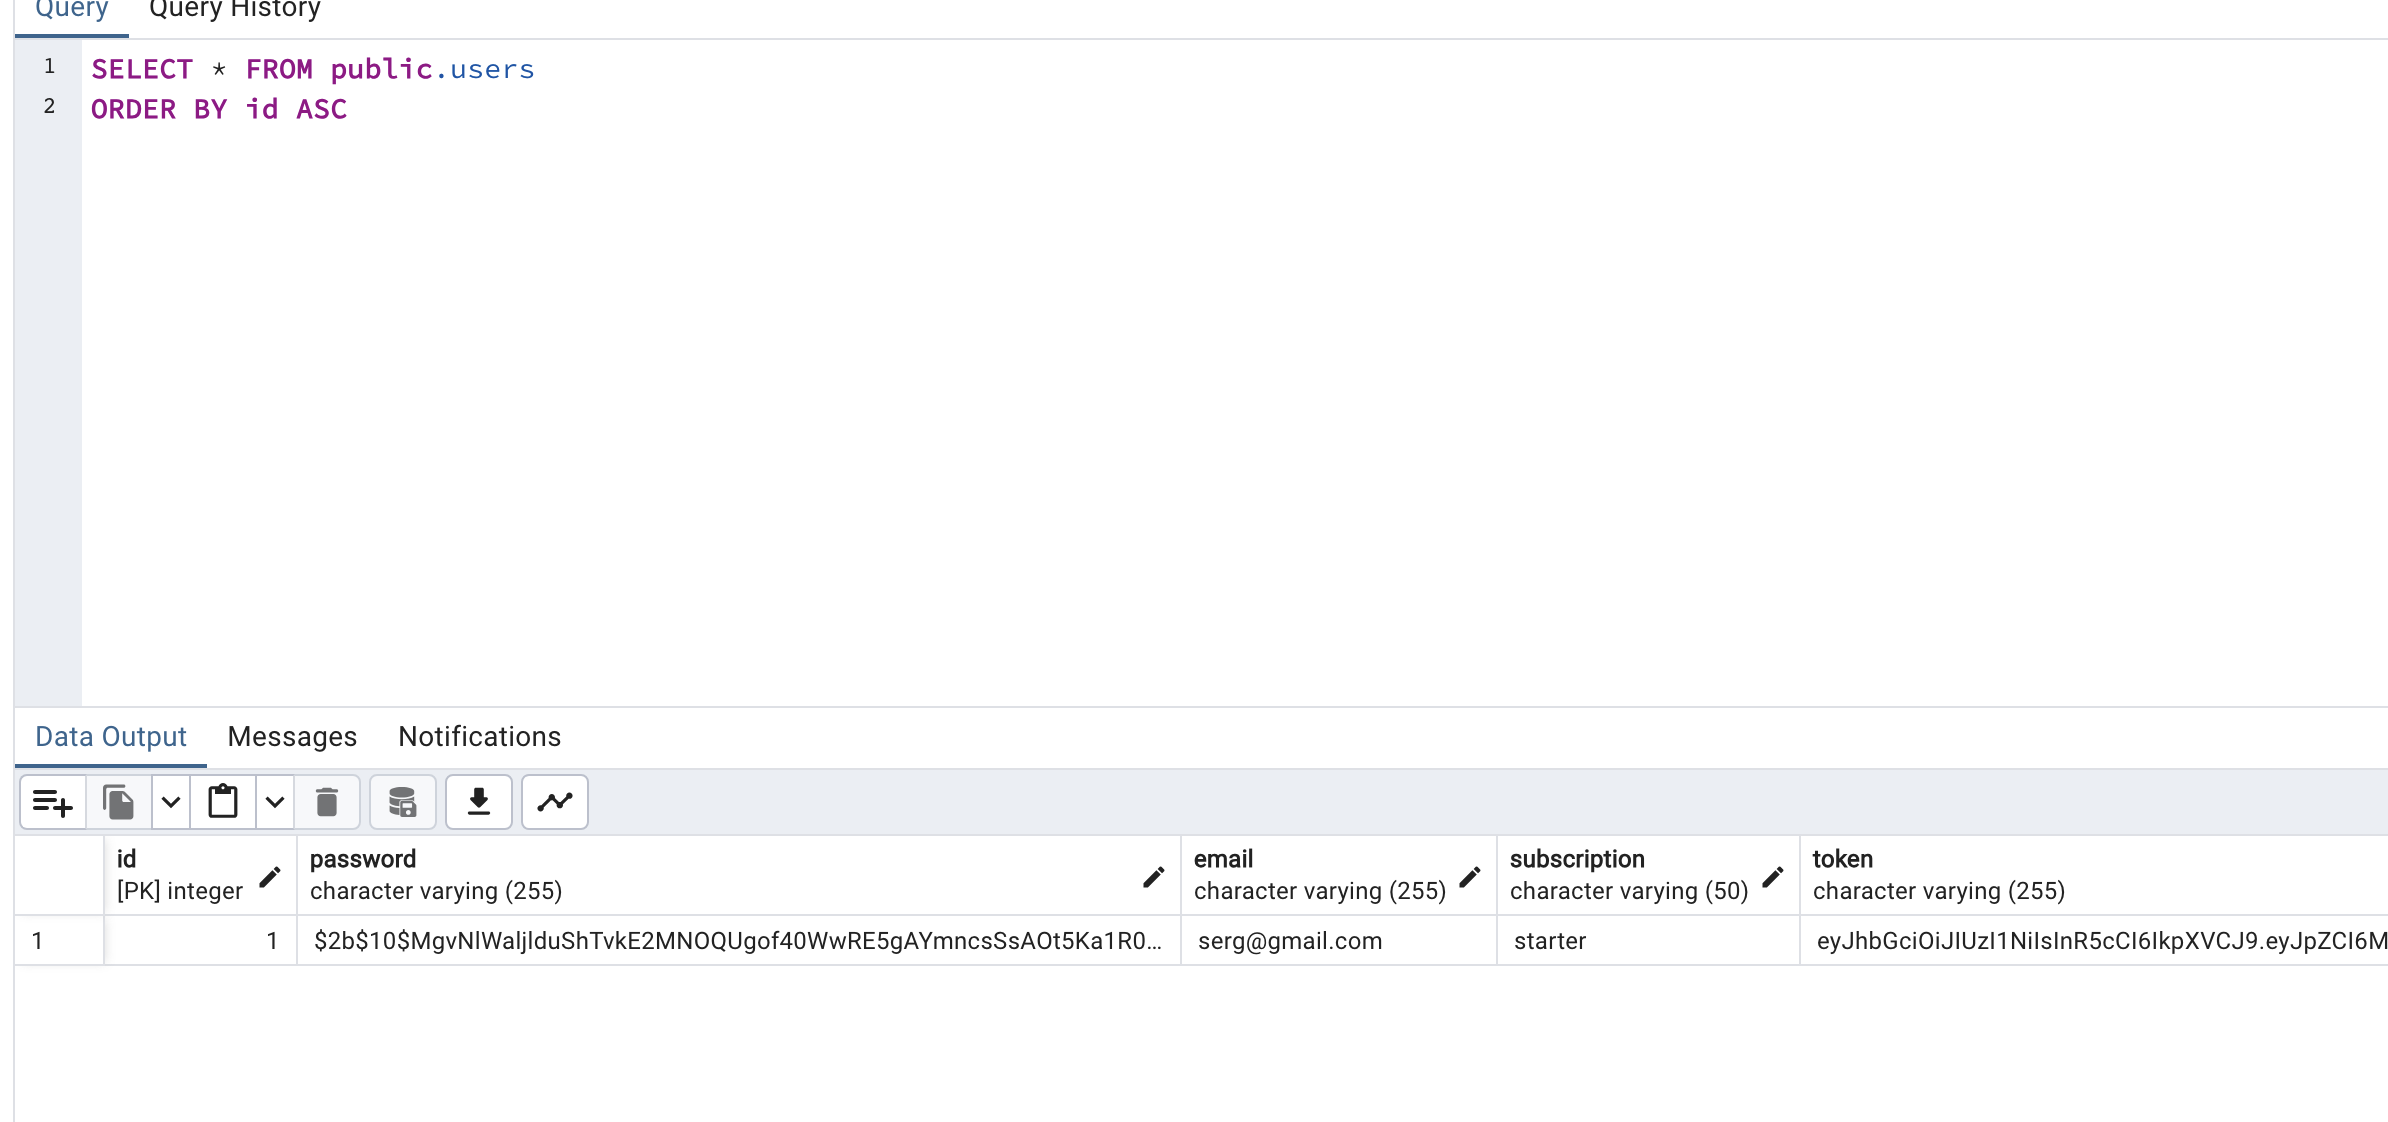 Query Query History
1 SELECT * FROM public.users
2 ORDER BY id ASC
Data Output Messages Notifications
id password email subscription token
[PK] integer character varying (255) character varying (255) character varying (50) character varying (255)
1 1 $2b$10$MgvNlWaljlduShTvkE2MNOQUgof40WwRE5gAYmncsSsAOt5Ka1R0... serg@gmail.com starter eyJhbGciOiJIUzI1NiIsInR5cCI6IkpXVCJ9.eyJpZCI6M